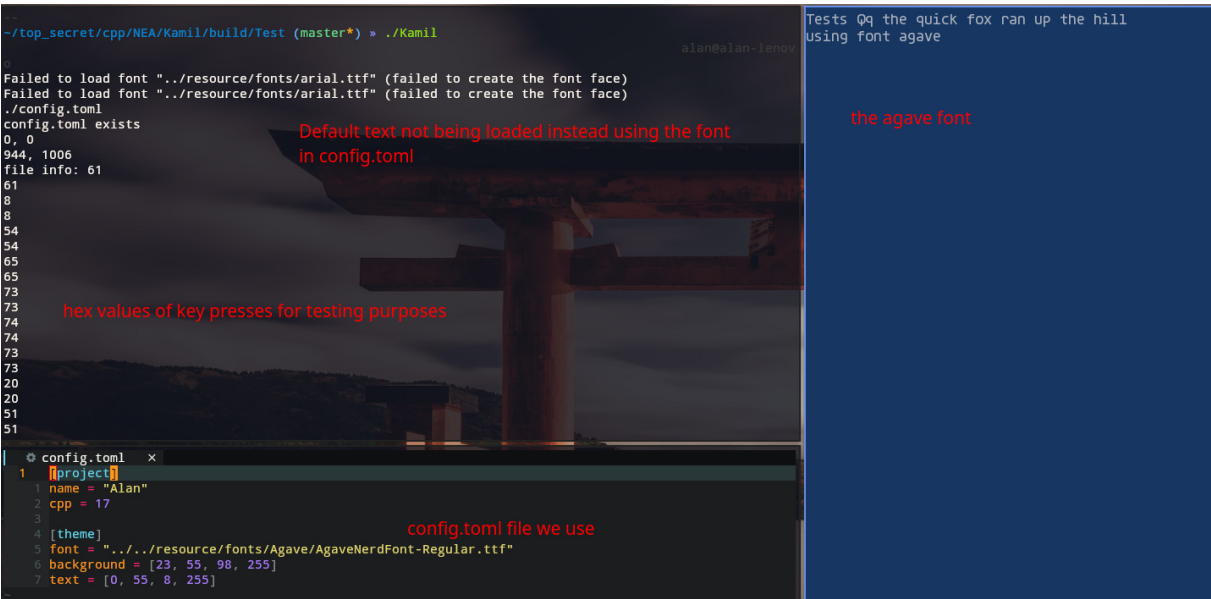 --
~/top_secret/cpp/NEA/Kamil/build/Test (master*) » ./Kamil
alan@alan-lenov
o
Failed to load font "../resource/fonts/arial.ttf" (failed to create the font face)
Failed to load font "../resource/fonts/arial.ttf" (failed to create the font face)
./config.toml
config.toml exists
0, 0
944, 1006
file info: 61
61
8
8
54
54
65
65
73
73
74
74
73
73
20
20
51
51
Default text not being loaded instead using the font
in config.toml
hex values of key presses for testing purposes
config.toml ×
1 [project]
1 name = "Alan"
2 cpp = 17
3
4 [theme]
5 font = "../../resource/fonts/Agave/AgaveNerdFont-Regular.ttf"
6 background = [23, 55, 98, 255]
7 text = [0, 55, 8, 255]
~
config.toml file we use
Tests Qq the quick fox ran up the hill
using font agave
the agave font